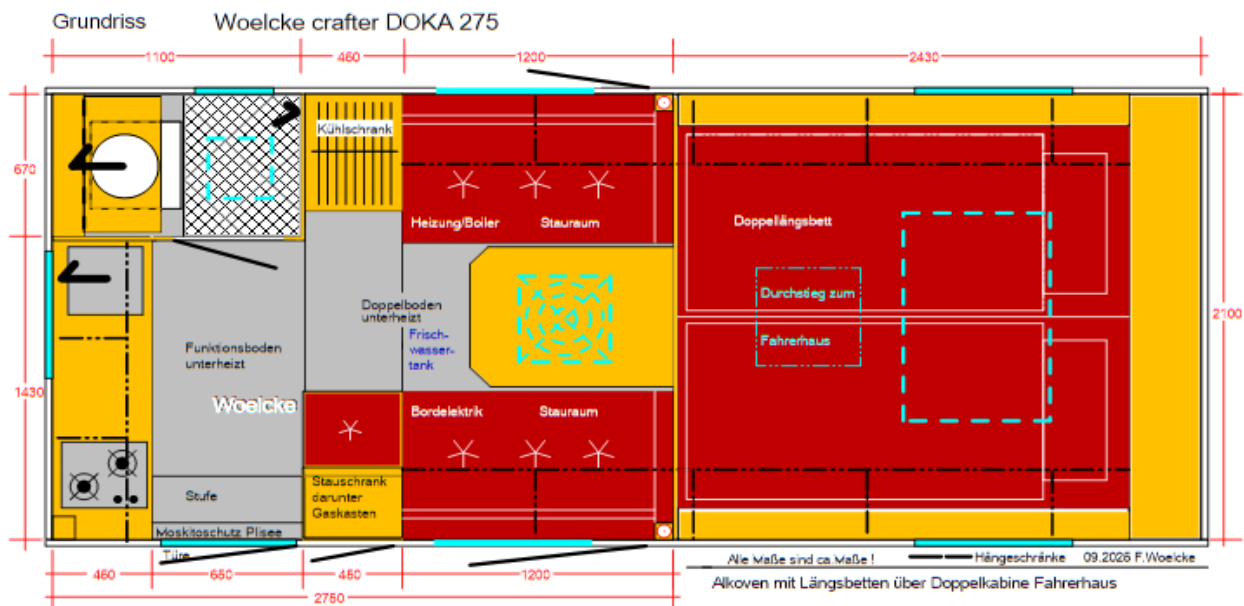 Grundriss Woelcke crafter DOKA 275
1100 460 1200 2430
Kühlschrank
670
Heizung/Boiler Stauraum
Doppellängsbett
Durchstieg zum
Fahrerhaus
Doppelboden
unterheizt
Frisch-
wasser-
tank
2100
Funktionsboden
unterheizt
1430
Woelcke
Bordelektrik Stauraum
Stauschrank
darunter
Gaskasten
Stufe
Moskitoschutz Plisee
Türe
Alle Maße sind ca.Maße ! Hängeschränke 09.2026 F.Woelcke
460 650 450 1200
Alkoven mit Längsbetten über Doppelkabine Fahrerhaus
2750